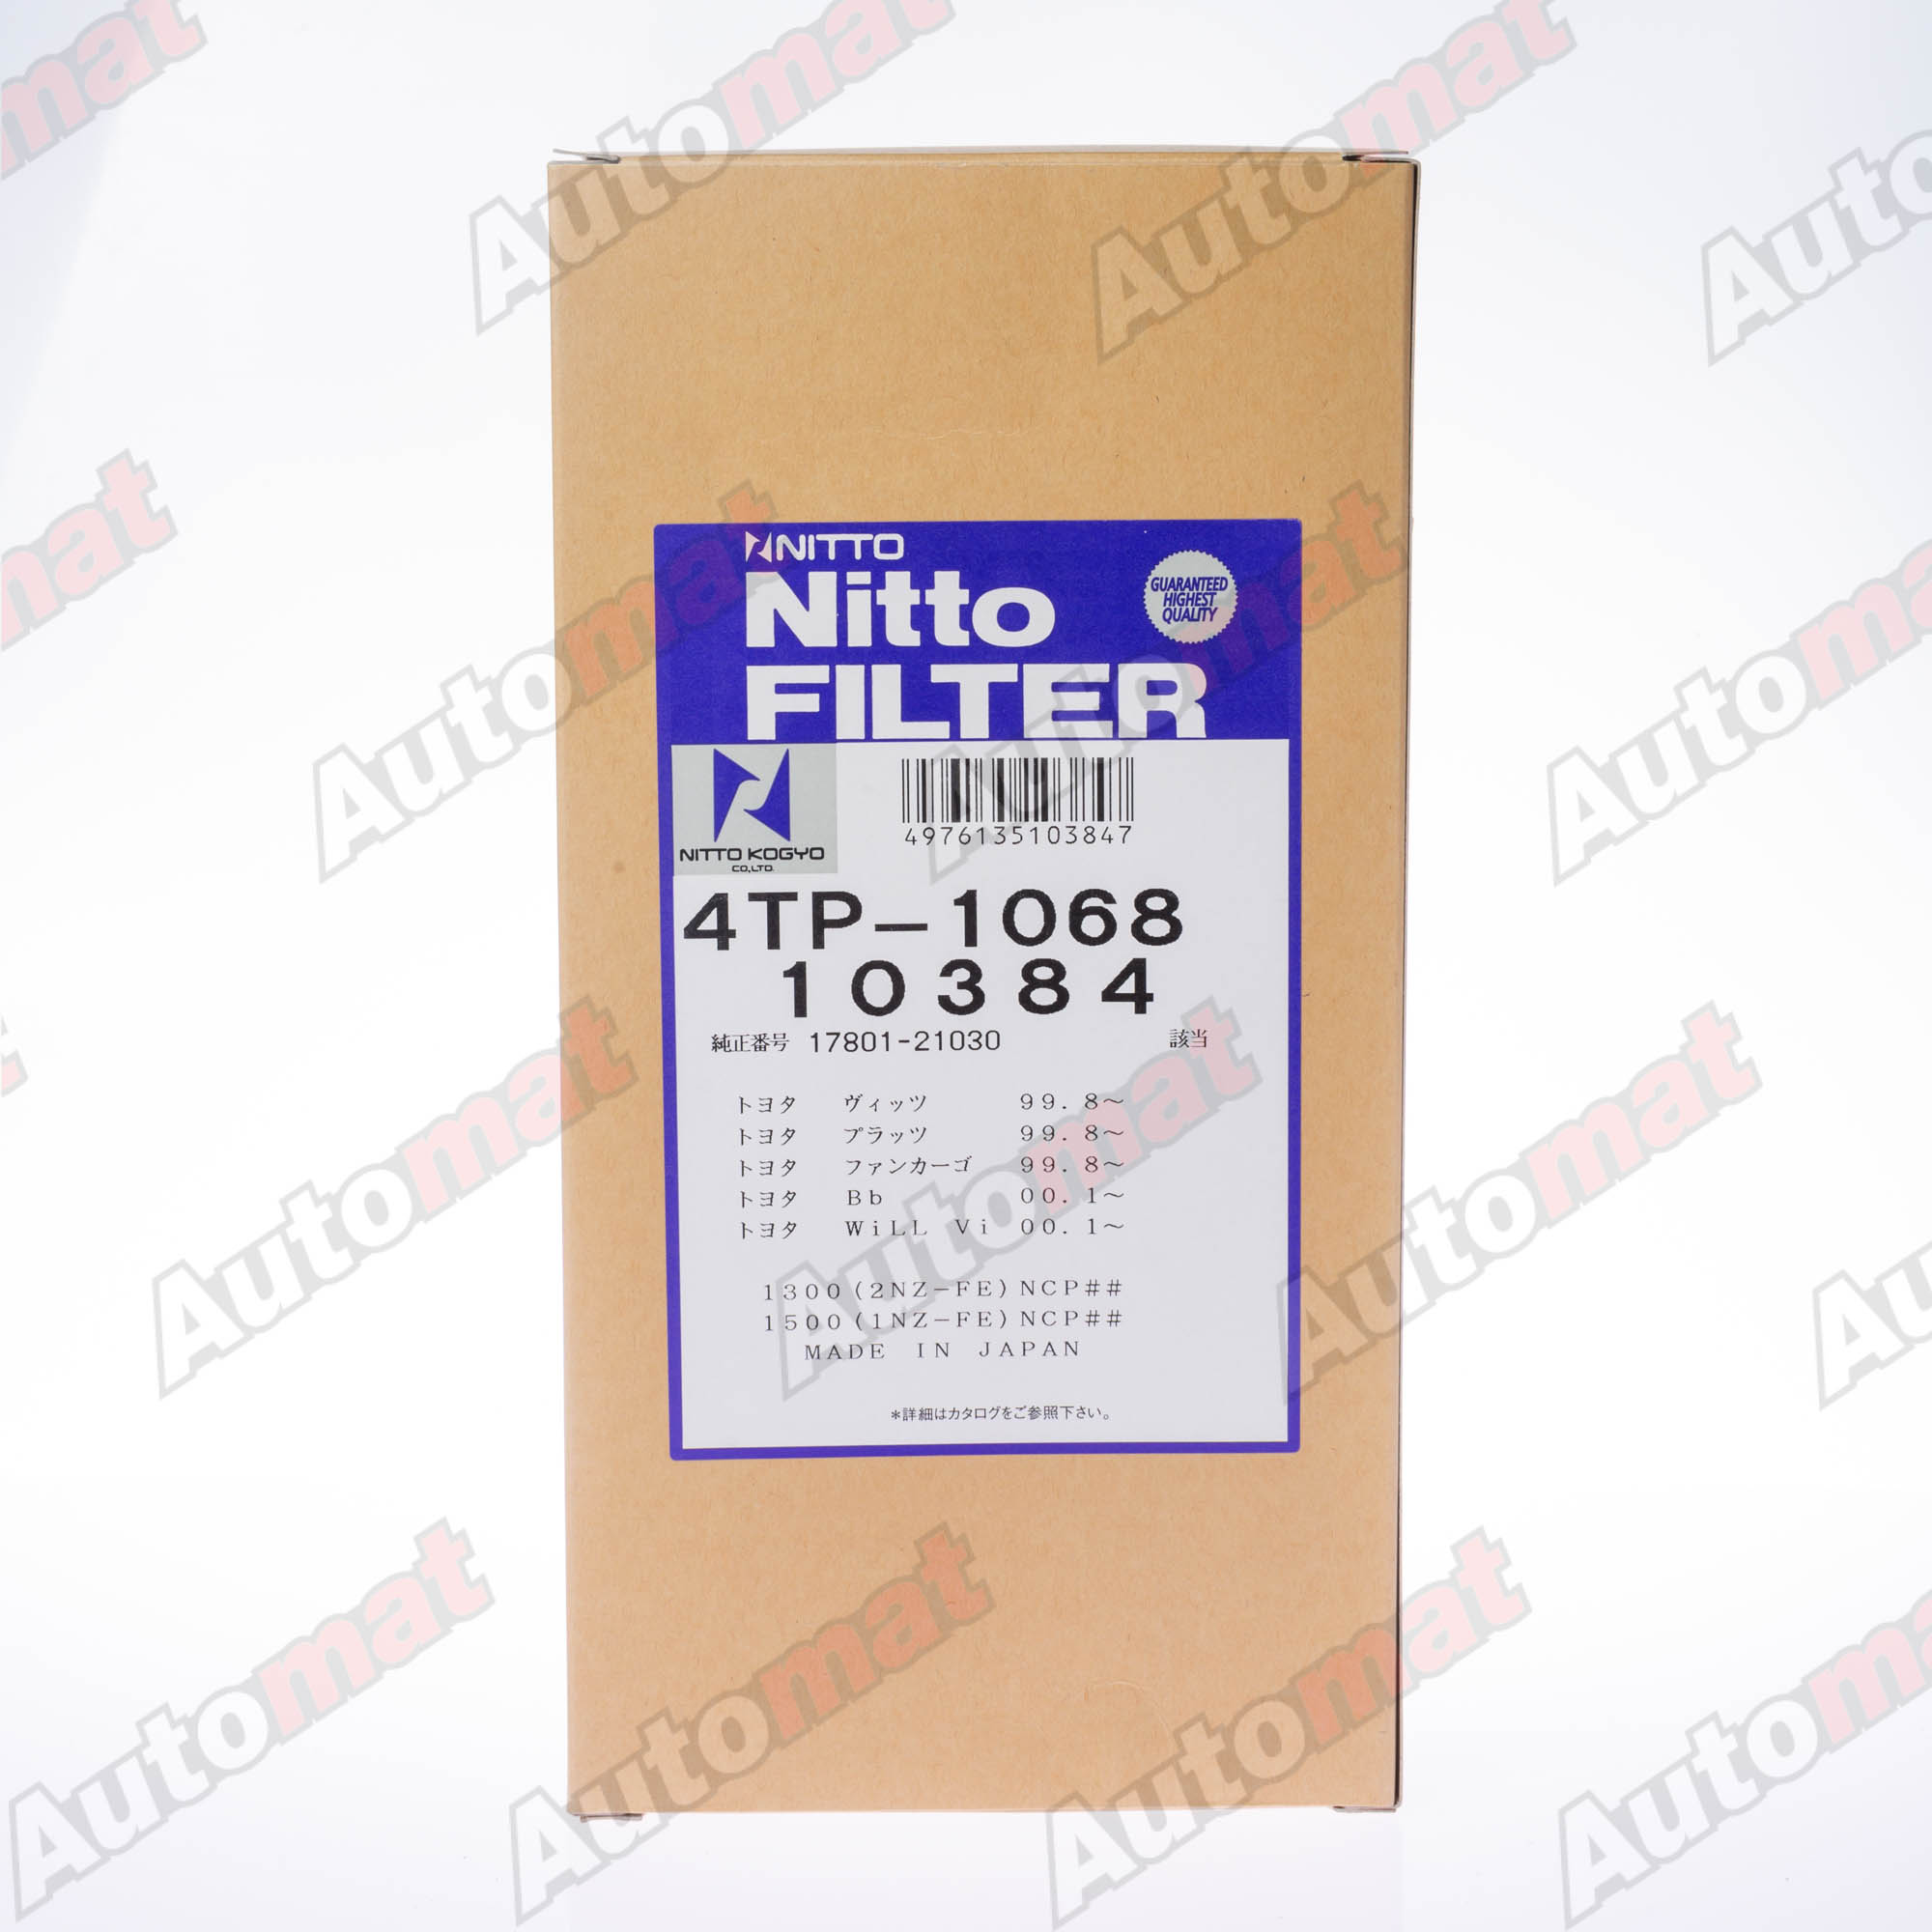 NITTO
Nitto
FILTER
GUARANTEED
HIGHEST
QUALITY
NITTO KOGYO
CO.,LTD.
4976135103847
4TP-1068
10384
純正番号 17801-21030 該当
トヨタ ヴィッツ 99.8~
トヨタ プラッツ 99.8~
トヨタ ファンカーゴ 99.8~
トヨタ Bb 00.1~
トヨタ WiLL Vi 00.1~
1300(2NZ-FE)NCP##
1500(1NZ-FE)NCP##
MADE IN JAPAN
*詳細はカタログをご参照下さい。
Automat